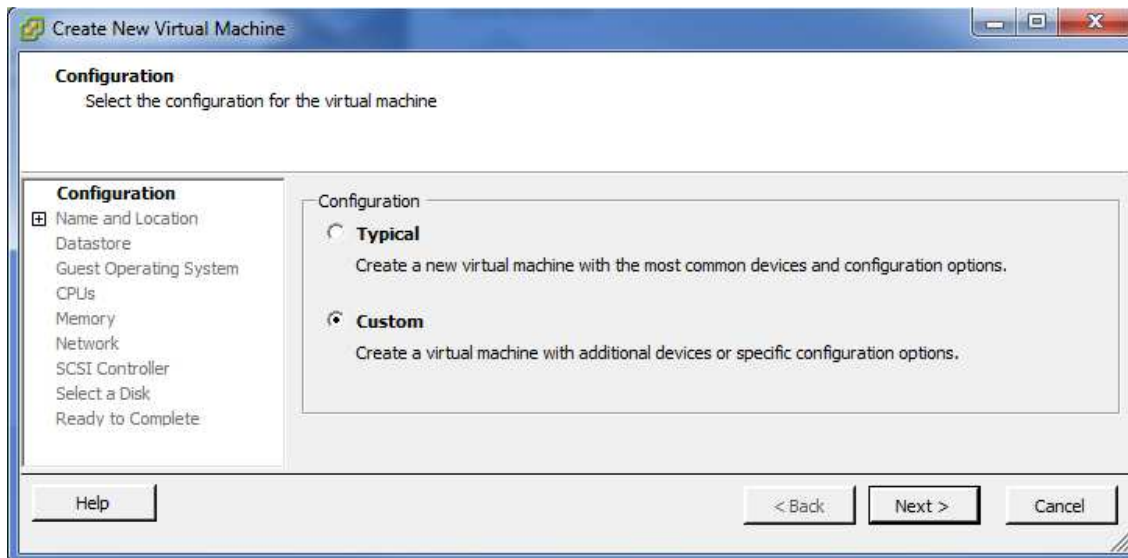 Create New Virtual Machine
Configuration
Select the configuration for the virtual machine
Configuration
Name and Location
Datastore
Guest Operating System
CPUs
Memory
Network
SCSI Controller
Select a Disk
Ready to Complete
Configuration
Typical
Create a new virtual machine with the most common devices and configuration options.
Custom
Create a virtual machine with additional devices or specific configuration options.
Help
< Back
Next >
Cancel